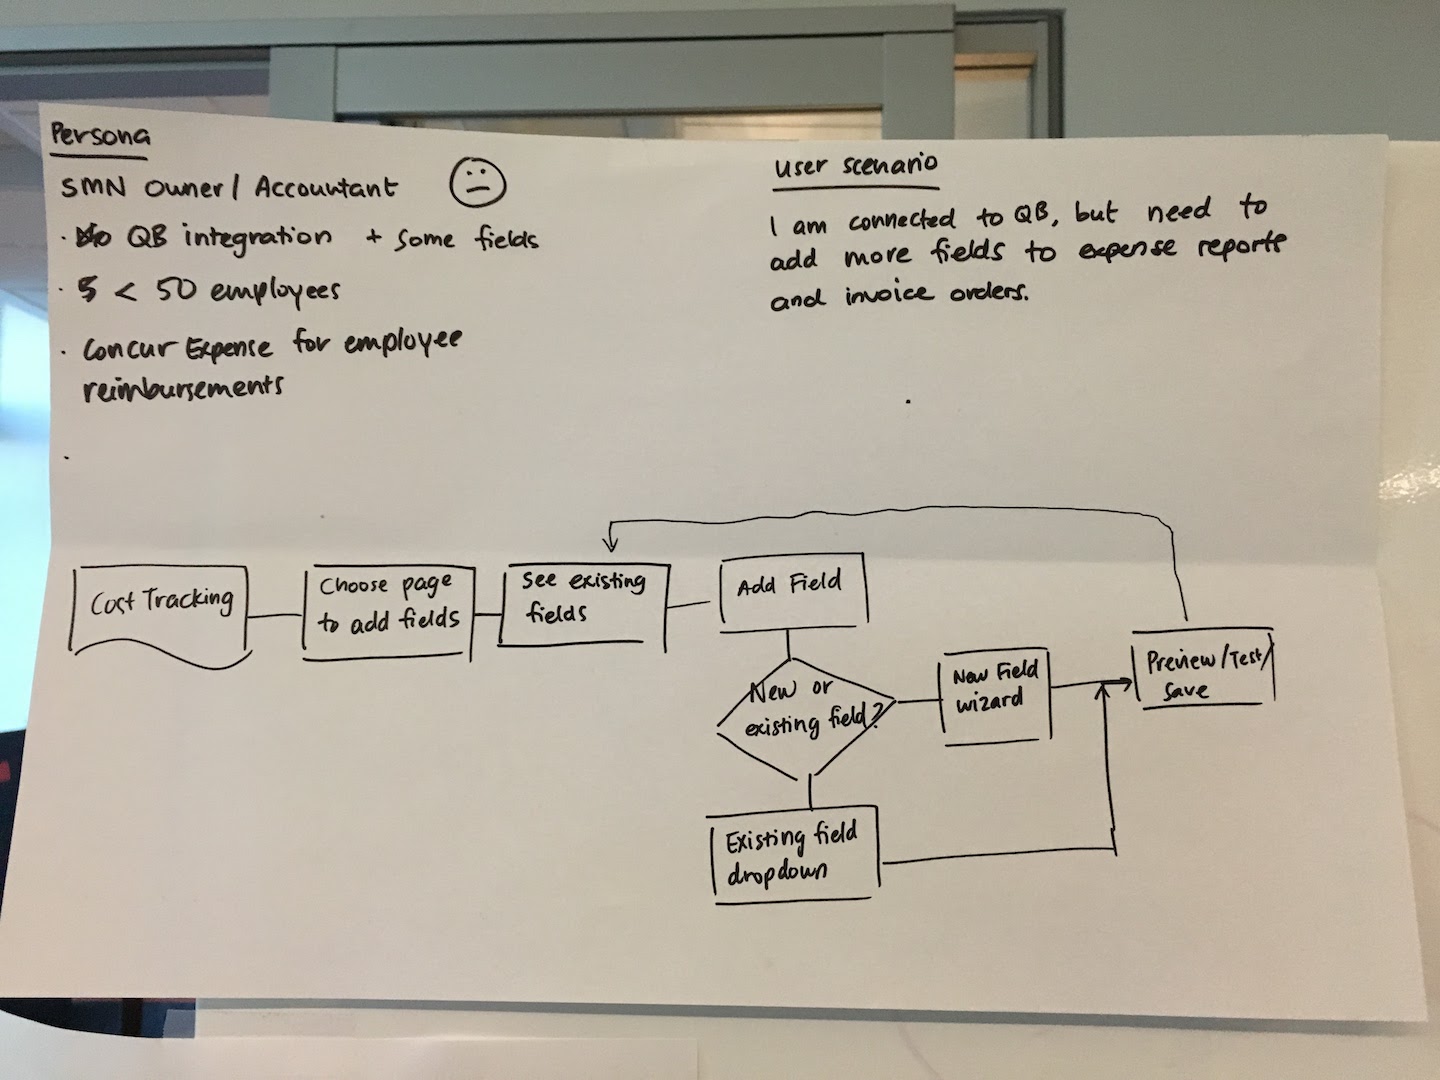 Persona
SMN Owner/ Accountant
· QB integration + some fields
· 5 < 50 employees
· Concur Expense for employee
reimbursements
User scenario
I am connected to QB, but need to
add more fields to expense reports
and invoice orders.
Cost Tracking
Choose page
to add fields
See existing
fields
Add Field
New or
existing field?
New Field
wizard
Preview/Test/
Save
Existing field
dropdown